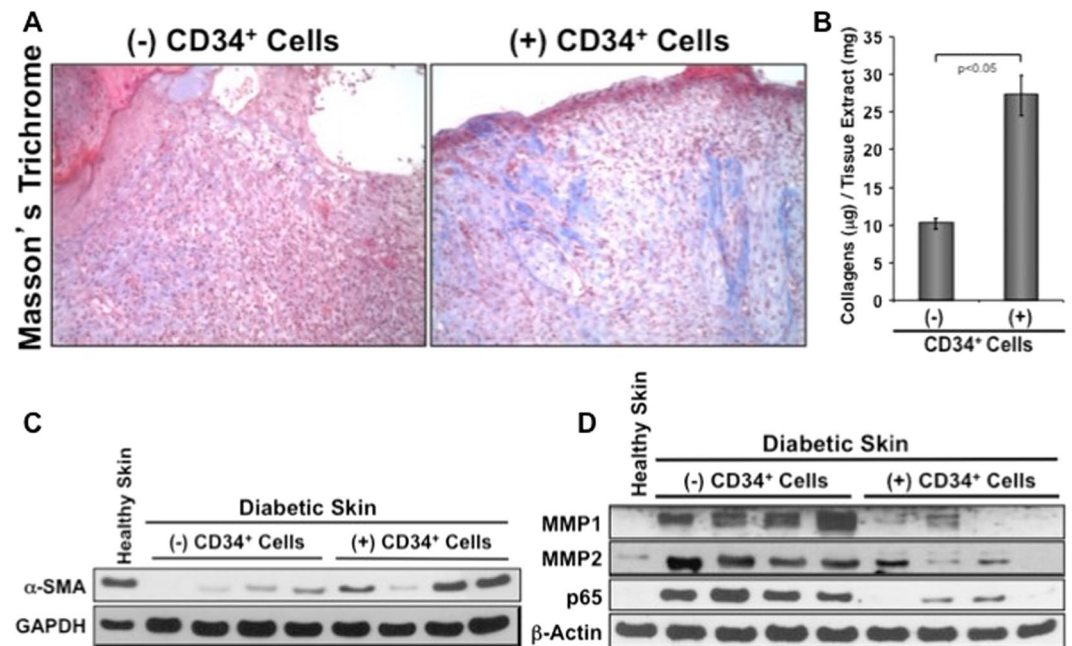 A
(-) CD34⁺ Cells
(+) CD34⁺ Cells
Masson's Trichrome
B
Collagens (µg) / Tissue Extract (mg)
35
30
25
20
15
10
5
0
p<0.05
(-)
(+)
CD34⁺ Cells
C
Healthy Skin
Diabetic Skin
(-) CD34⁺ Cells
(+) CD34⁺ Cells
α-SMA
GAPDH
D
Healthy Skin
Diabetic Skin
(-) CD34⁺ Cells
(+) CD34⁺ Cells
MMP1
MMP2
p65
β-Actin